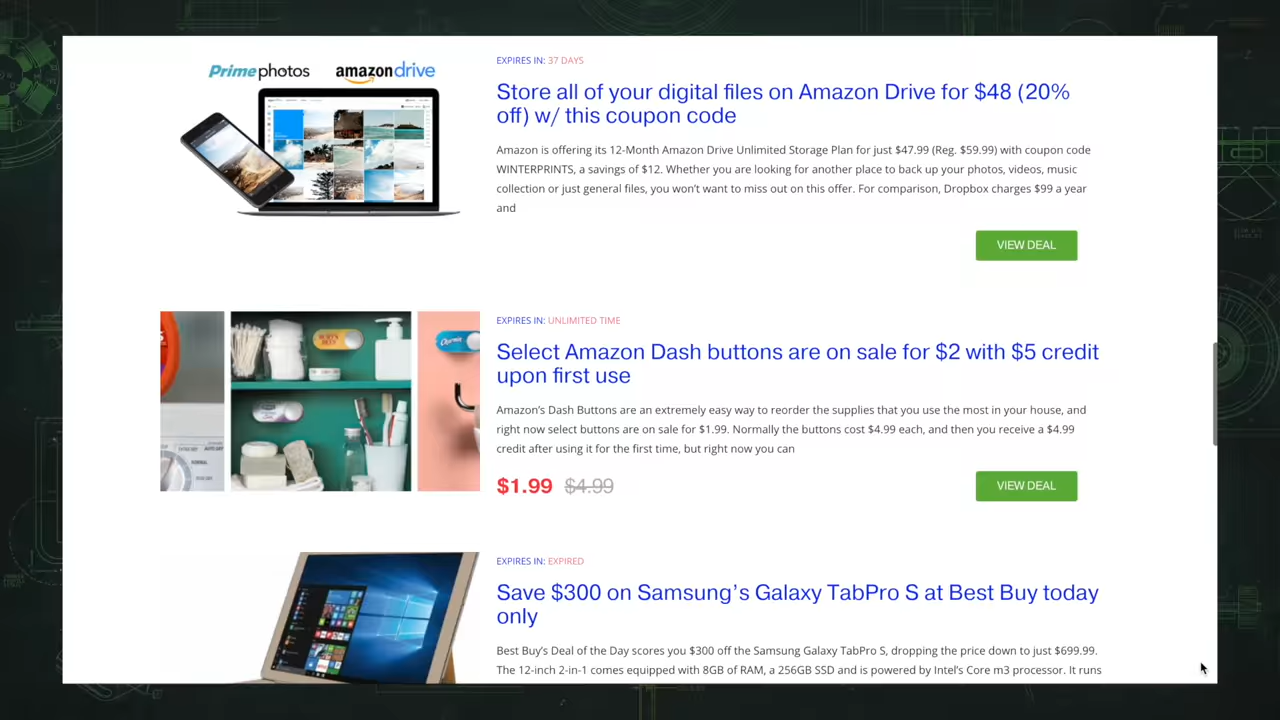 Prime photos
amazon drive
EXPIRES IN: 37 DAYS
Store all of your digital files on Amazon Drive for $48 (20%
off) w/ this coupon code
Amazon is offering its 12-Month Amazon Drive Unlimited Storage Plan for just $47.99 (Reg. $59.99) with coupon code
WINTERPRINTS, a savings of $12. Whether you are looking for another place to back up your photos, videos, music
collection or just general files, you won’t want to miss out on this offer. For comparison, Dropbox charges $99 a year
and
VIEW DEAL
EXPIRES IN: UNLIMITED TIME
Select Amazon Dash buttons are on sale for $2 with $5 credit
upon first use
Amazon’s Dash Buttons are an extremely easy way to reorder the supplies that you use the most in your house, and
right now select buttons are on sale for $1.99. Normally the buttons cost $4.99 each, and then you receive a $4.99
credit after using it for the first time, but right now you can
$1.99 $4.99
VIEW DEAL
EXPIRES IN: EXPIRED
Save $300 on Samsung’s Galaxy TabPro S at Best Buy today
only
Best Buy’s Deal of the Day scores you $300 off the Samsung Galaxy TabPro S, dropping the price down to just $699.99.
The 12-inch 2-in-1 comes equipped with 8GB of RAM, a 256GB SSD and is powered by Intel’s Core m3 processor. It runs